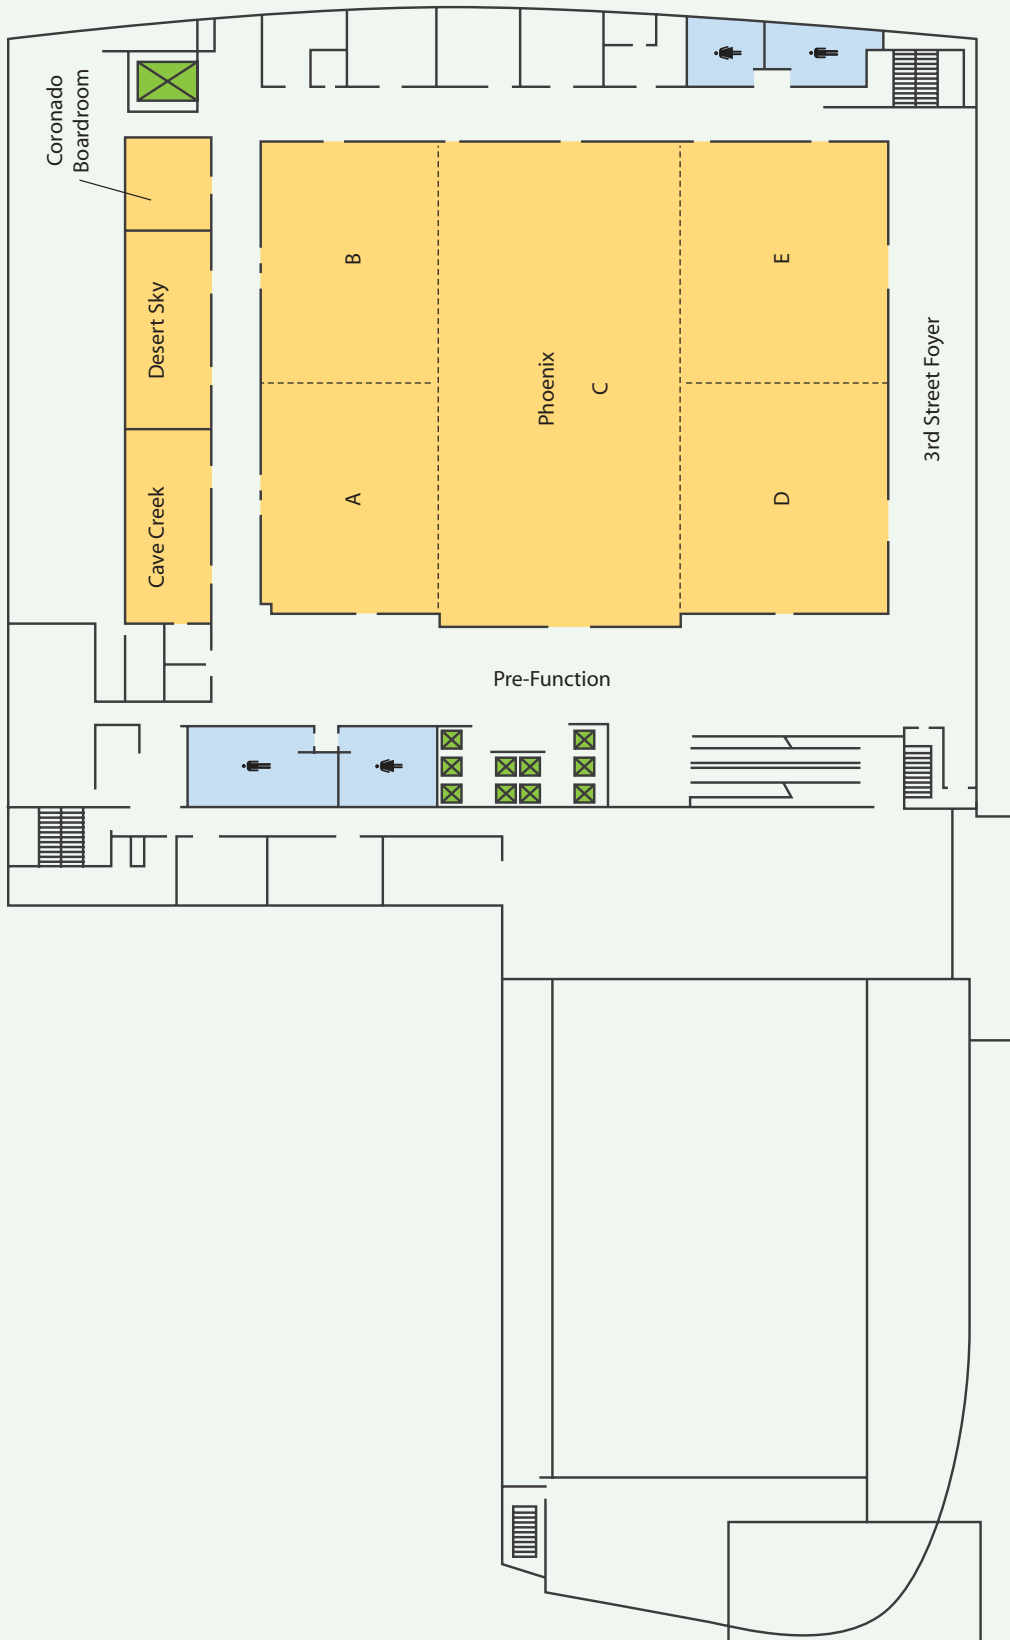 Coronado
Boardroom
Desert Sky
Cave Creek
B
A
Phoenix
C
E
D
3rd Street Foyer
Pre-Function